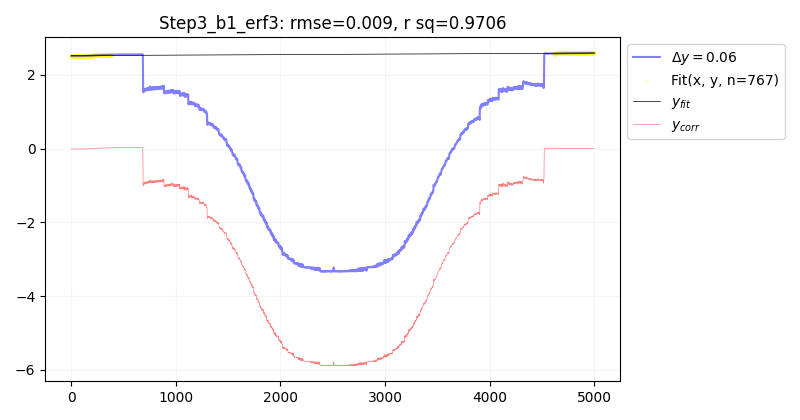 Step3_b1_erf3: rmse=0.009, r sq=0.9706
Δy = 0.06
Fit(x, y, n=767)
y_fit
y_corr
2
0
−2
−4
−6
0 1000 2000 3000 4000 5000